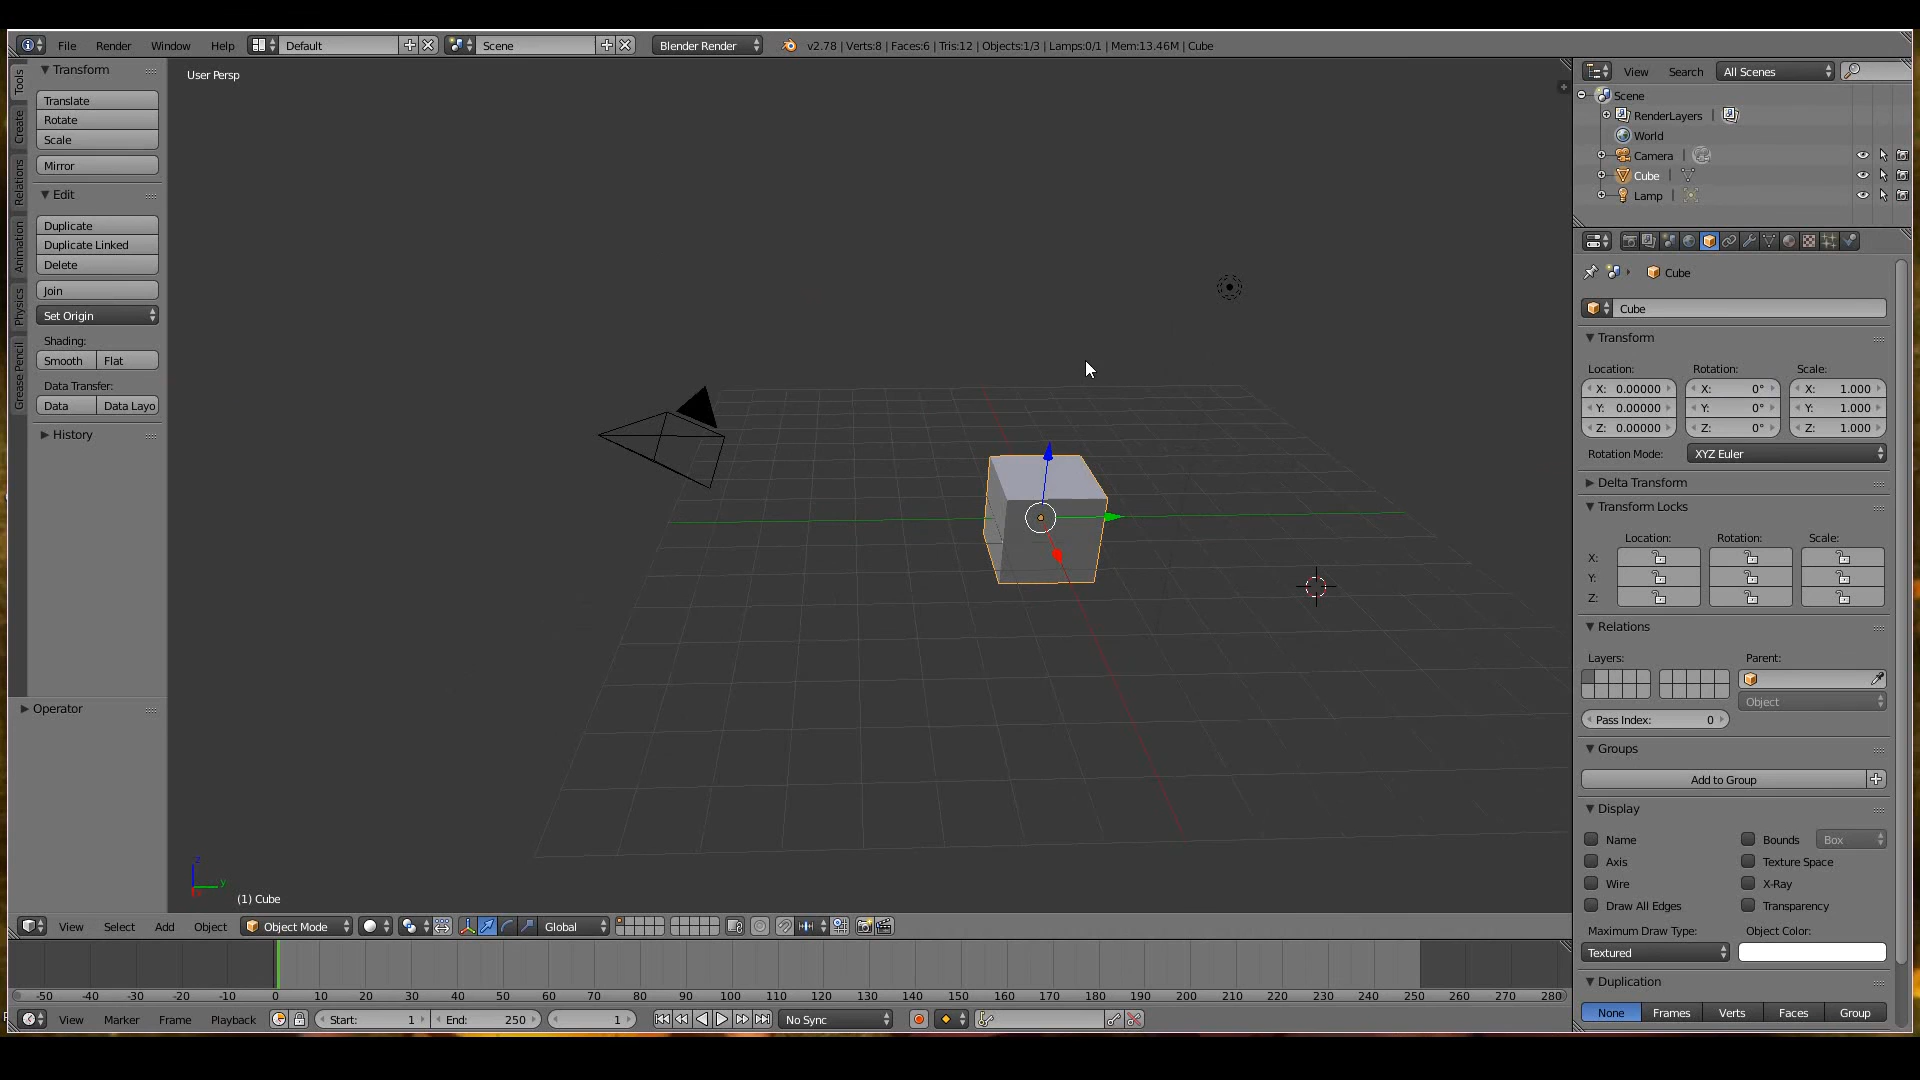 File Render Window Help Default Scene Blender Render v2.78 | Verts:8 | Faces:6 | Tris:12 | Objects:1/3 | Lamps:0/1 | Mem:13.46M | Cube
Tools
Create
Relations
Animation
Physics
Grease Pencil
Transform
Translate
Rotate
Scale
Mirror
Edit
Duplicate
Duplicate Linked
Delete
Join
Set Origin
Shading:
Smooth Flat
Data Transfer:
Data Data Layo
History
Operator
User Persp
z
y
(1) Cube
View Select Add Object Object Mode Global
-50 -40 -30 -20 -10 0 10 20 30 40 50 60 70 80 90 100 110 120 130 140 150 160 170 180 190 200 210 220 230 240 250 260 270 280
View Marker Frame Playback Start: 1 End: 250 1 No Sync
View Search All Scenes
Scene
RenderLayers
World
Camera
Cube
Lamp
Cube
Cube
Transform
Location: Rotation: Scale:
X: 0.00000 X: 0° X: 1.000
Y: 0.00000 Y: 0° Y: 1.000
Z: 0.00000 Z: 0° Z: 1.000
Rotation Mode: XYZ Euler
Delta Transform
Transform Locks
Location: Rotation: Scale:
X:
Y:
Z:
Relations
Layers: Parent:
Object
Pass Index: 0
Groups
Add to Group
Display
Name Bounds Box
Axis Texture Space
Wire X-Ray
Draw All Edges Transparency
Maximum Draw Type: Object Color:
Textured
Duplication
None Frames Verts Faces Group